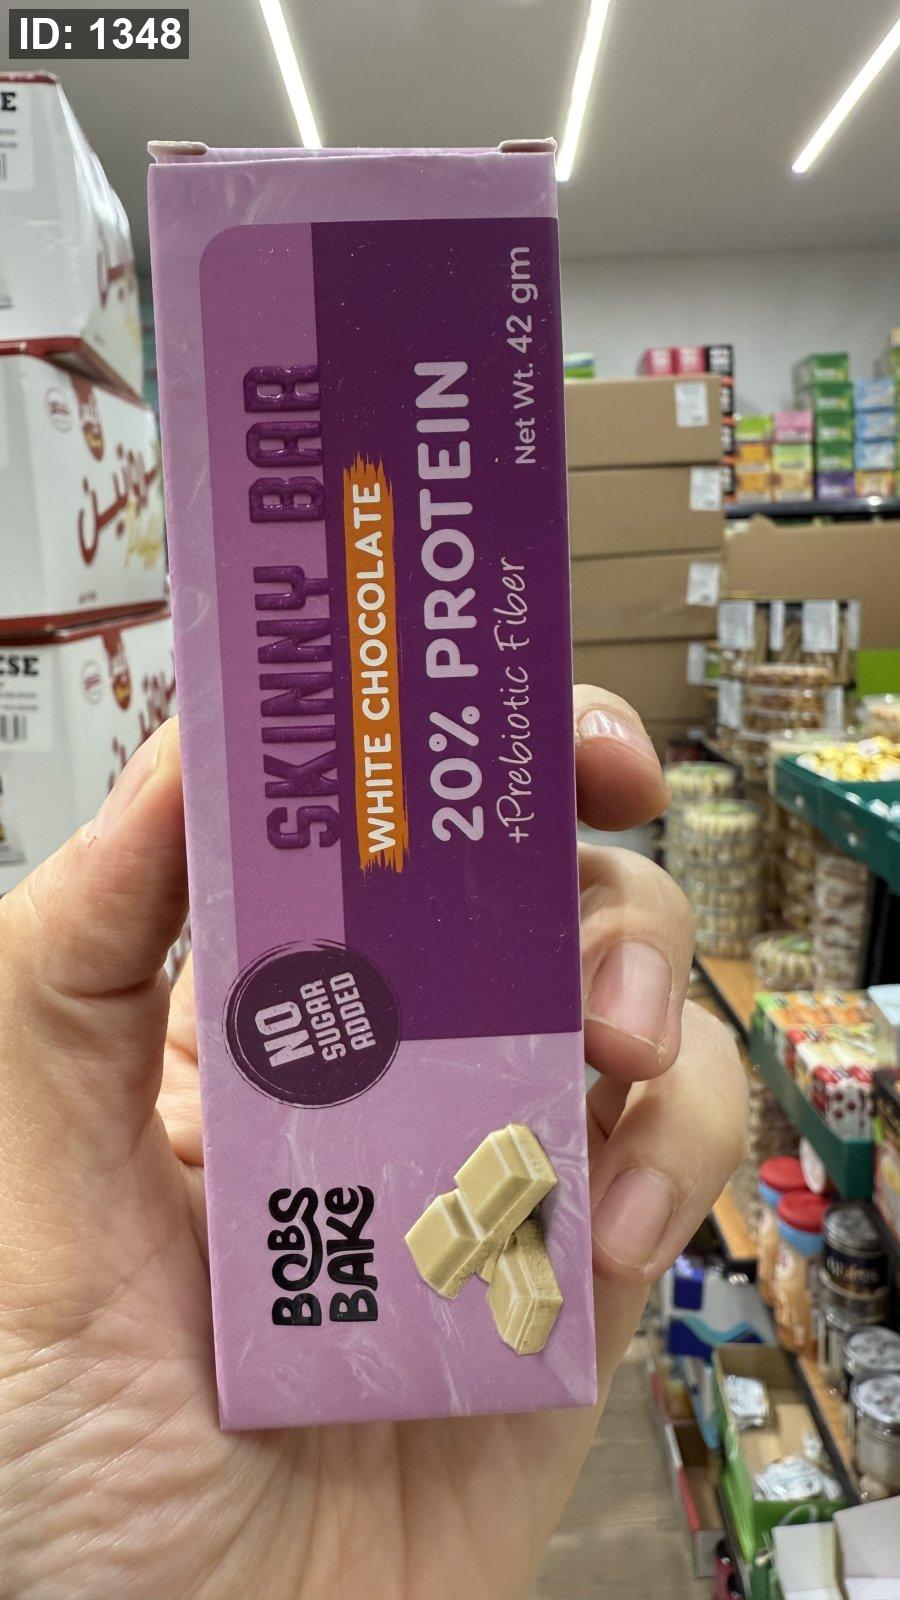 ID: 1348
SKINNY BAR
WHITE CHOCOLATE
20% PROTEIN
+Prebiotic Fiber
Net Wt. 42 gm
NO
SUGAR
ADDED
BOBS
BAKE